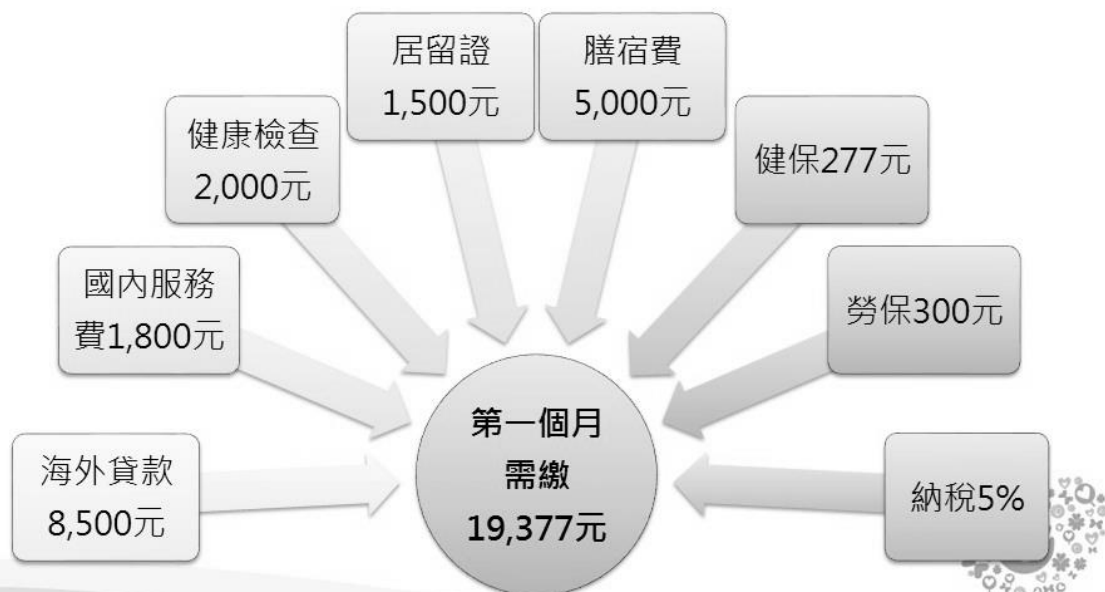 居留證
1,500元
膳宿費
5,000元
健康檢查
2,000元
健保277元
國內服務
費1,800元
勞保300元
海外貸款
8,500元
第一個月
需繳
19,377元
納稅5%